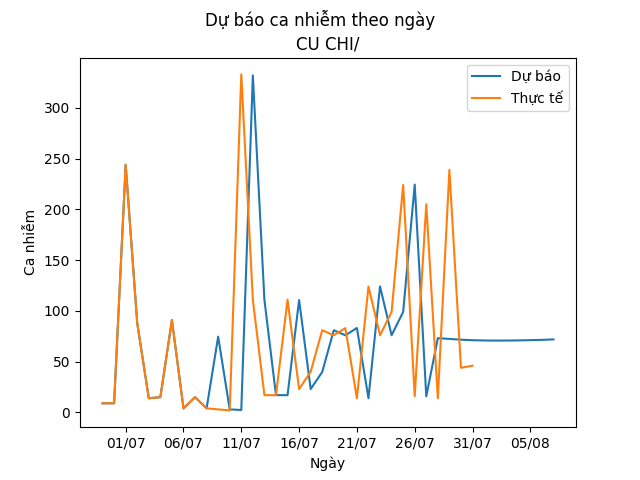 Dự báo ca nhiễm theo ngày
CU CHI/
Dự báo
Thực tế
Ca nhiễm
300
250
200
150
100
50
0
01/07
06/07
11/07
16/07
21/07
26/07
31/07
05/08
Ngày